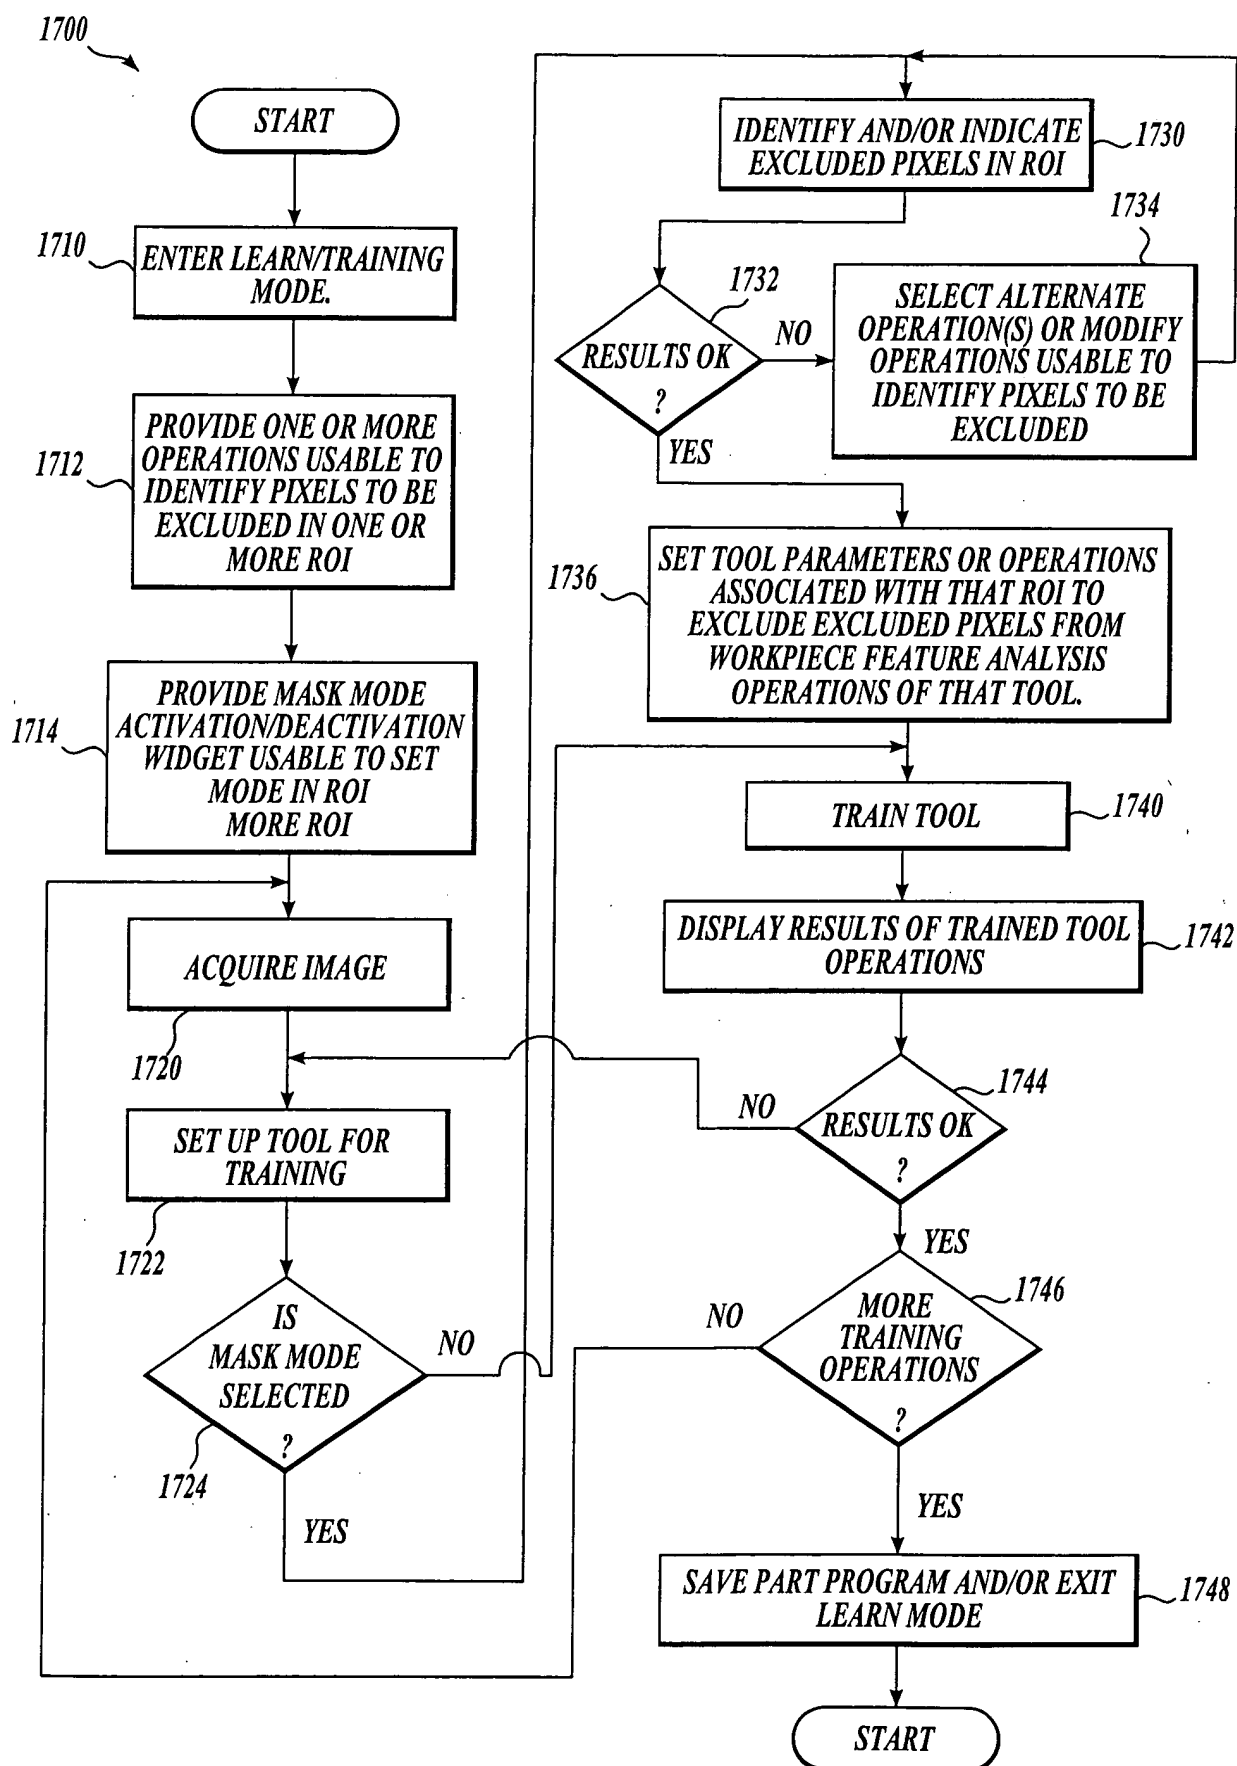 1700
START
1710
ENTER LEARN/TRAINING
MODE.
1712
PROVIDE ONE OR MORE
OPERATIONS USABLE TO
IDENTIFY PIXELS TO BE
EXCLUDED IN ONE OR
MORE ROI
1714
PROVIDE MASK MODE
ACTIVATION/DEACTIVATION
WIDGET USABLE TO SET
MODE IN ROI
MORE ROI
ACQUIRE IMAGE
1720
SET UP TOOL FOR
TRAINING
1722
IS
MASK MODE
SELECTED
?
NO
1724
YES
IDENTIFY AND/OR INDICATE
EXCLUDED PIXELS IN ROI
1730
1732
RESULTS OK
?
NO
YES
1734
SELECT ALTERNATE
OPERATION(S) OR MODIFY
OPERATIONS USABLE TO
IDENTIFY PIXELS TO BE
EXCLUDED
1736
SET TOOL PARAMETERS OR OPERATIONS
ASSOCIATED WITH THAT ROI TO
EXCLUDE EXCLUDED PIXELS FROM
WORKPIECE FEATURE ANALYSIS
OPERATIONS OF THAT TOOL.
TRAIN TOOL
1740
DISPLAY RESULTS OF TRAINED TOOL
OPERATIONS
1742
1744
NO
RESULTS OK
?
YES
1746
NO
MORE
TRAINING
OPERATIONS
?
YES
SAVE PART PROGRAM AND/OR EXIT
LEARN MODE
1748
START